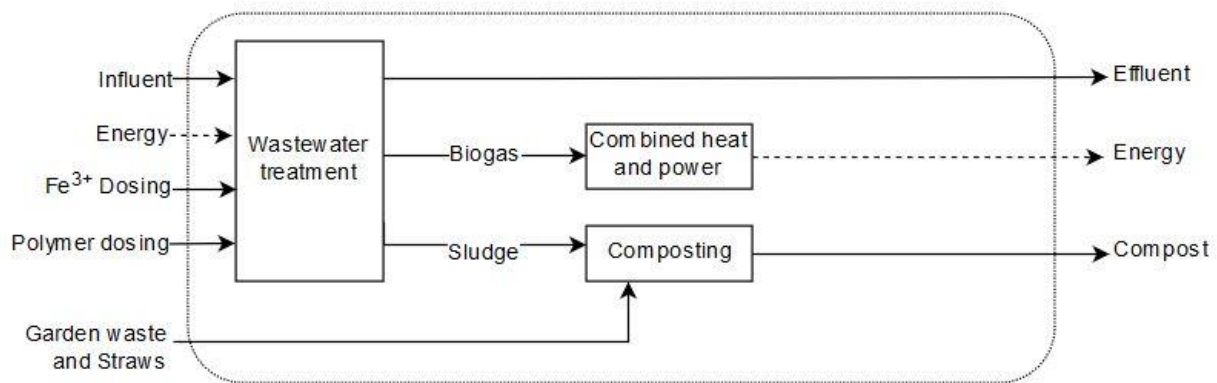 Influent
Energy
Fe³⁺ Dosing
Polymer dosing
Garden waste
and Straws
Wastewater
treatment
Biogas
Sludge
Combined heat
and power
Composting
Effluent
Energy
Compost